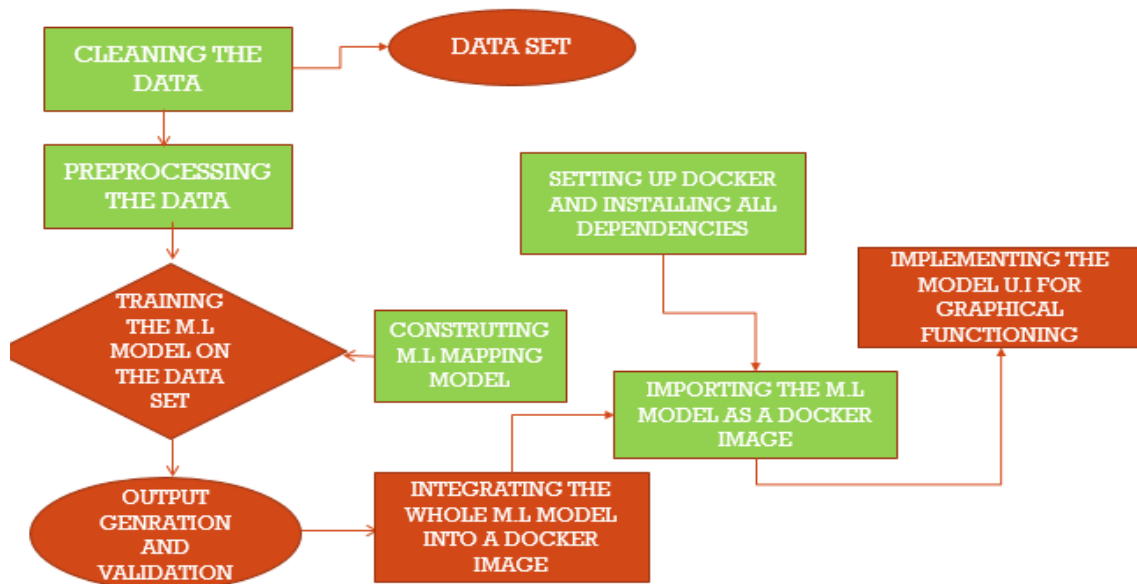 CLEANING THE
DATA
DATA SET
PREPROCESSING
THE DATA
SETTING UP DOCKER
AND INSTALLING ALL
DEPENDENCIES
IMPLEMENTING THE
MODEL U.I FOR
GRAPHICAL
FUNCTIONING
TRAINING
THE M.L
MODEL ON
THE DATA
SET
CONSTRUTING
M.L MAPPING
MODEL
IMPORTING THE M.L
MODEL AS A DOCKER
IMAGE
OUTPUT
GENRATION
AND
VALIDATION
INTEGRATING THE
WHOLE M.L MODEL
INTO A DOCKER
IMAGE